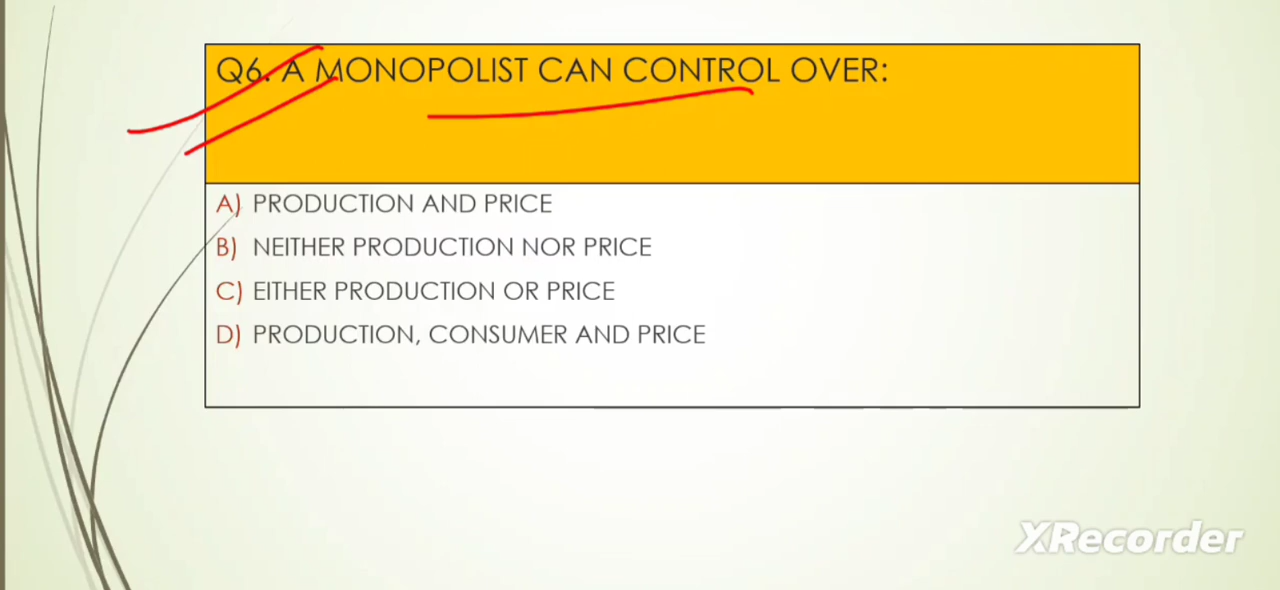 Q6. A MONOPOLIST CAN CONTROL OVER:
A) PRODUCTION AND PRICE
B) NEITHER PRODUCTION NOR PRICE
C) EITHER PRODUCTION OR PRICE
D) PRODUCTION, CONSUMER AND PRICE
XRecorder